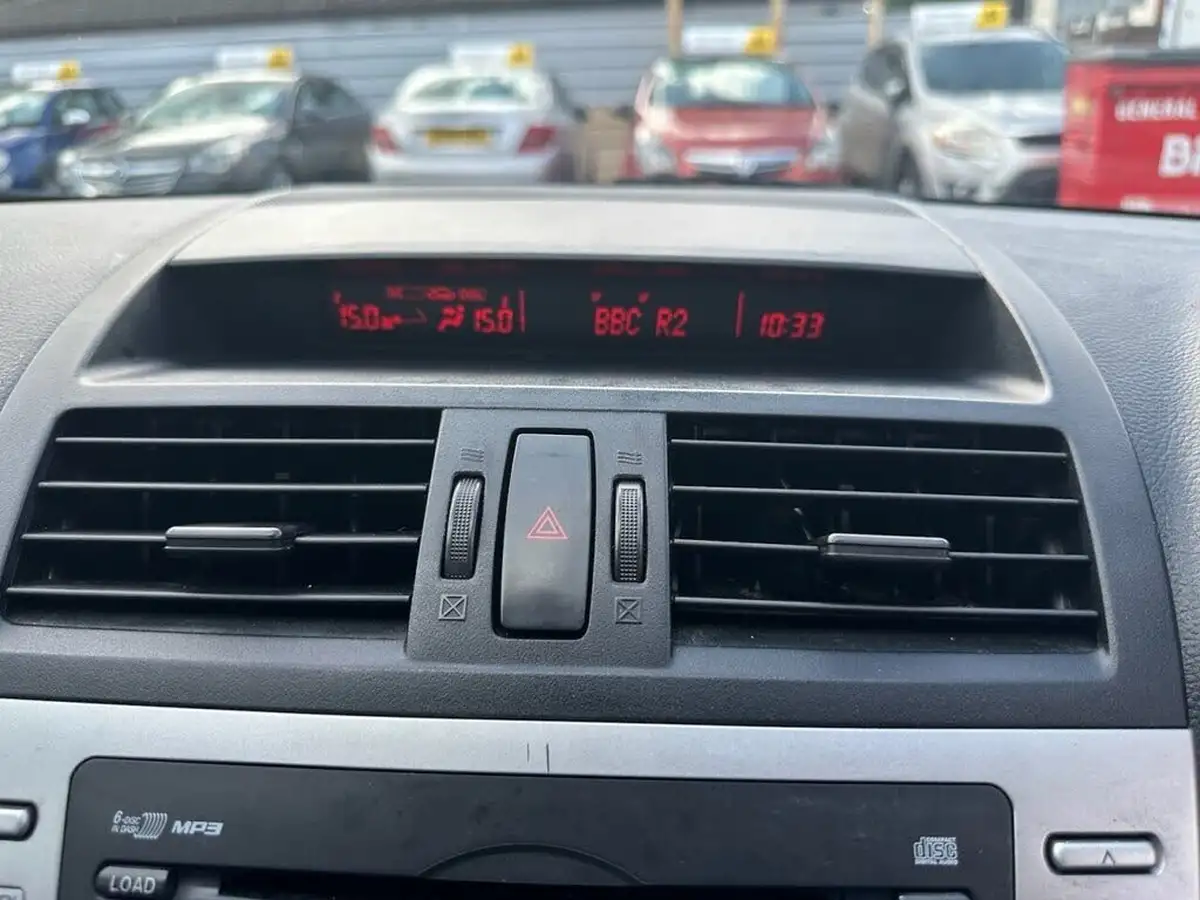 GENERAL
15.0 15.0 BBC R2 10:33
6-DISC
IN DASH
MP3
COMPACT
disc
DIGITAL AUDIO
LOAD